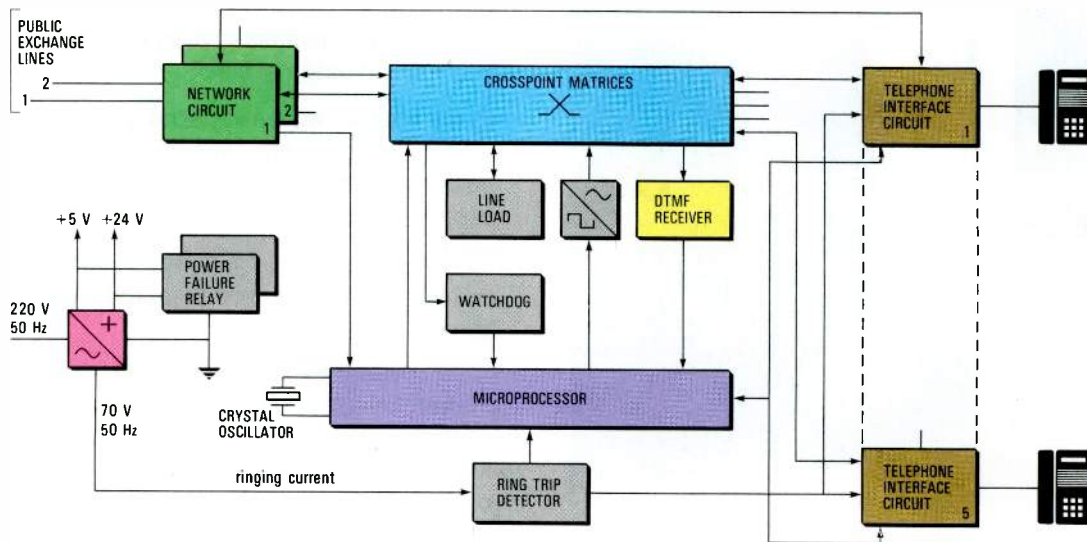 PUBLIC
EXCHANGE
LINES
2
1
NETWORK
CIRCUIT
1
2
CROSSPOINT MATRICES
TELEPHONE
INTERFACE
CIRCUIT
1
LINE
LOAD
DTMF
RECEIVER
+5 V
+24 V
POWER
FAILURE
RELAY
WATCHDOG
220 V
50 Hz
+
MICROPROCESSOR
CRYSTAL
OSCILLATOR
70 V
50 Hz
ringing current
RING TRIP
DETECTOR
TELEPHONE
INTERFACE
CIRCUIT
5